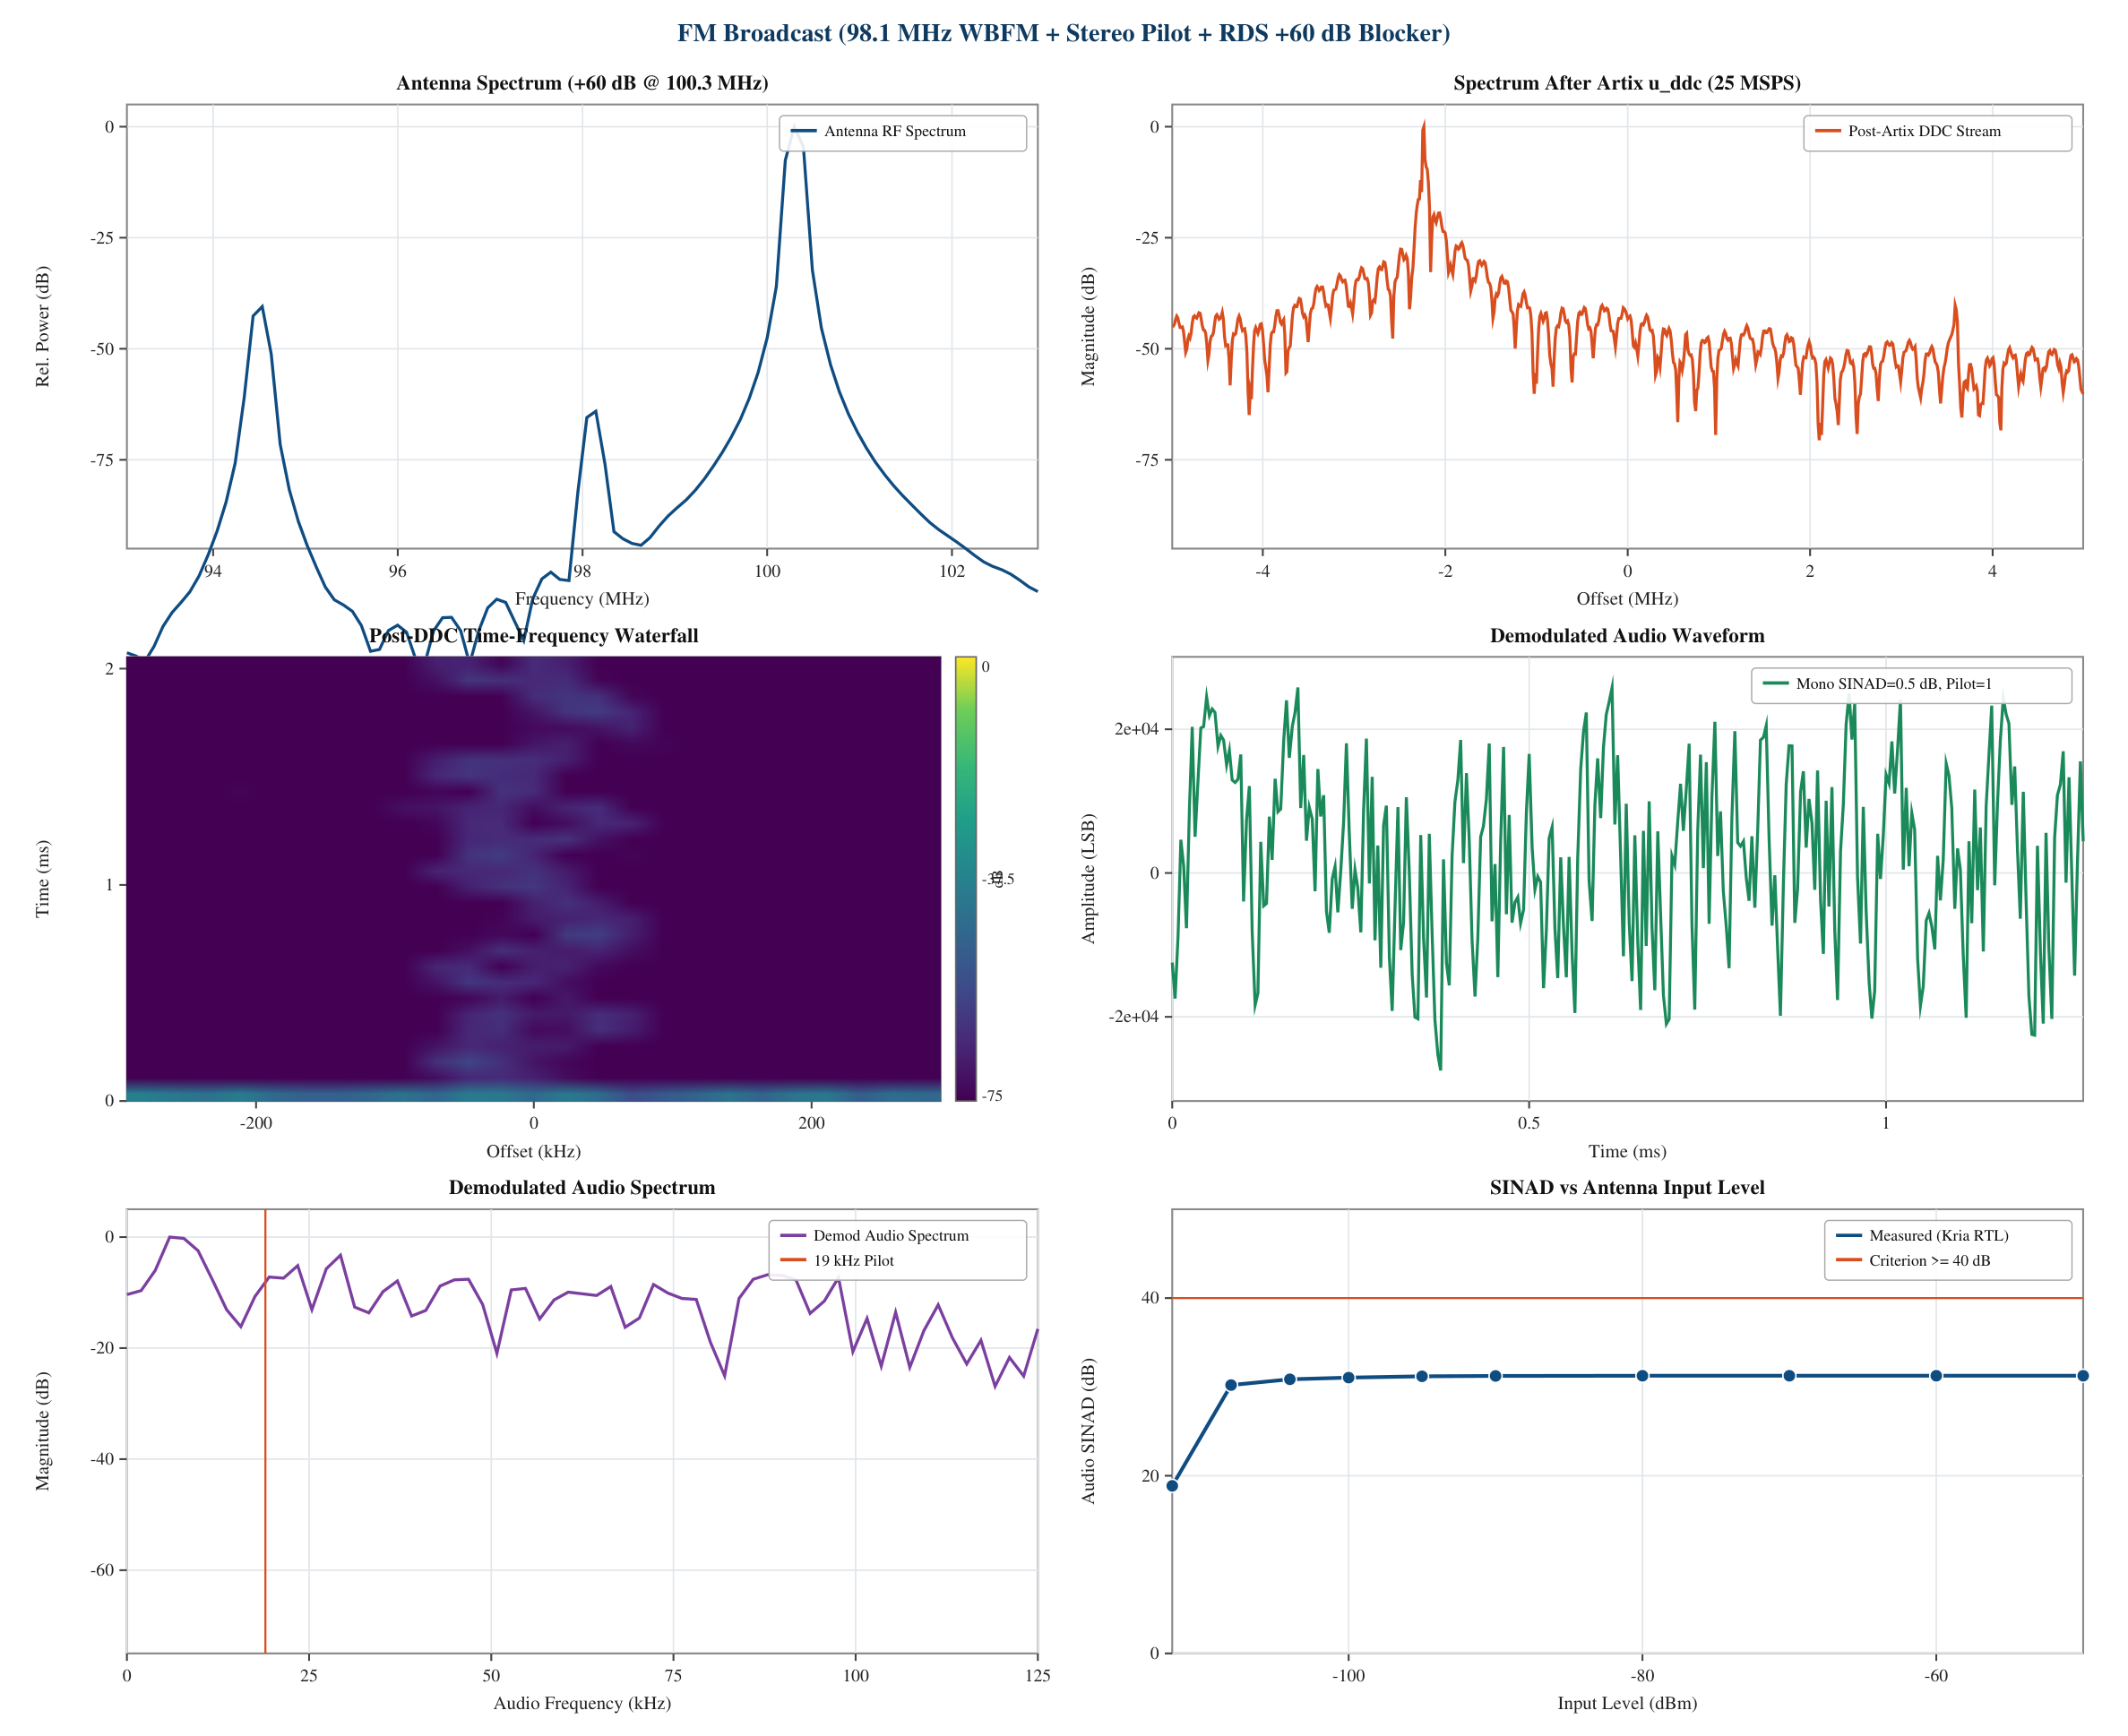 FM Broadcast (98.1 MHz WBFM + Stereo Pilot + RDS +60 dB Blocker)
Antenna Spectrum (+60 dB @ 100.3 MHz)
Antenna RF Spectrum
Rel. Power (dB)
0
-25
-50
-75
94
96
98
100
102
Frequency (MHz)
Spectrum After Artix u_ddc (25 MSPS)
Post-Artix DDC Stream
Magnitude (dB)
0
-25
-50
-75
-4
-2
0
2
4
Offset (MHz)
Post-DDC Time-Frequency Waterfall
Time (ms)
2
1
0
-200
0
200
Offset (kHz)
0
dB
-75
Demodulated Audio Waveform
Mono SINAD=0.5 dB, Pilot=1
Amplitude (LSB)
2e+04
0
-2e+04
0
0.5
1
Time (ms)
Demodulated Audio Spectrum
Demod Audio Spectrum
19 kHz Pilot
Magnitude (dB)
0
-20
-40
-60
0
25
50
75
100
125
Audio Frequency (kHz)
SINAD vs Antenna Input Level
Measured (Kria RTL)
Criterion >= 40 dB
Audio SINAD (dB)
40
20
0
-100
-80
-60
Input Level (dBm)